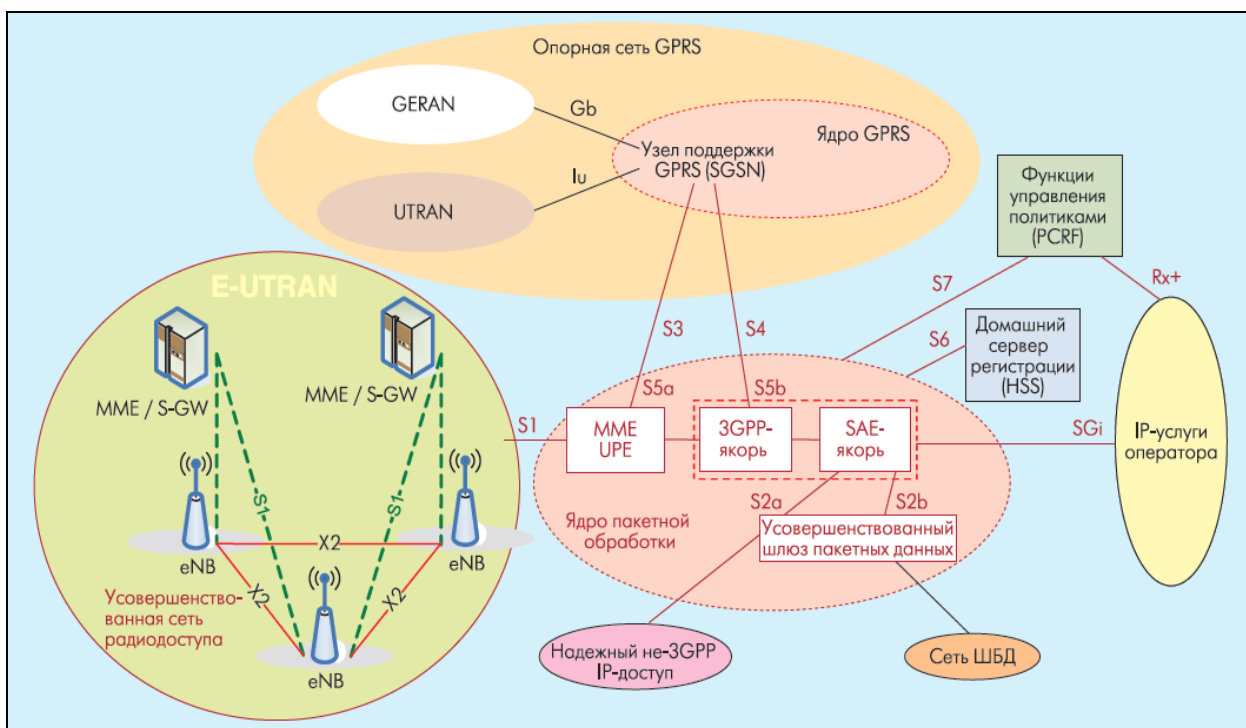 Опорная сеть GPRS
GERAN
Gb
Ядро GPRS
Узел поддержки
GPRS (SGSN)
Iu
UTRAN
Функции
управления
политиками
(PCRF)
E-UTRAN
S7
Rx+
S3
S4
S6
Домашний
сервер
регистрации
(HSS)
MME / S-GW
MME / S-GW
S5a
S5b
S1
MME
UPE
3GPP-
якорь
SAE-
якорь
SGi
IP-услуги
оператора
S1
S1
S2a
S2b
Ядро пакетной
обработки
Усовершенствованный
шлюз пакетных данных
X2
eNB
eNB
X2
X2
Усовершенство-
ванная сеть
радиодоступа
eNB
Надежный не-3GPP
IP-доступ
Сеть ШБД